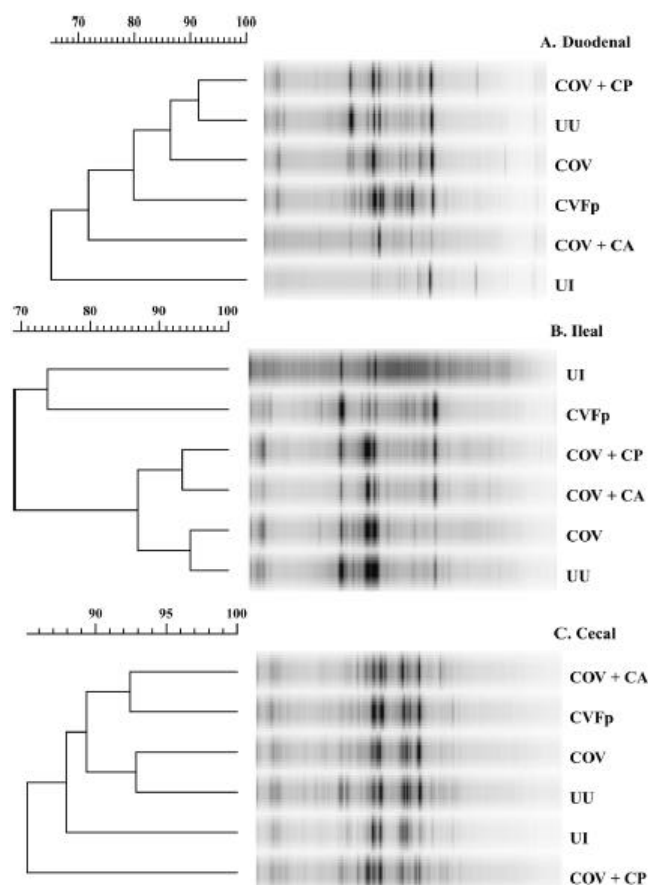 70 80 90 100
A. Duodenal
COV + CP
UU
COV
CVFp
COV + CA
UI
70 80 90 100
B. Ileal
UI
CVFp
COV + CP
COV + CA
COV
UU
90 95 100
C. Cecal
COV + CA
CVFp
COV
UU
UI
COV + CP